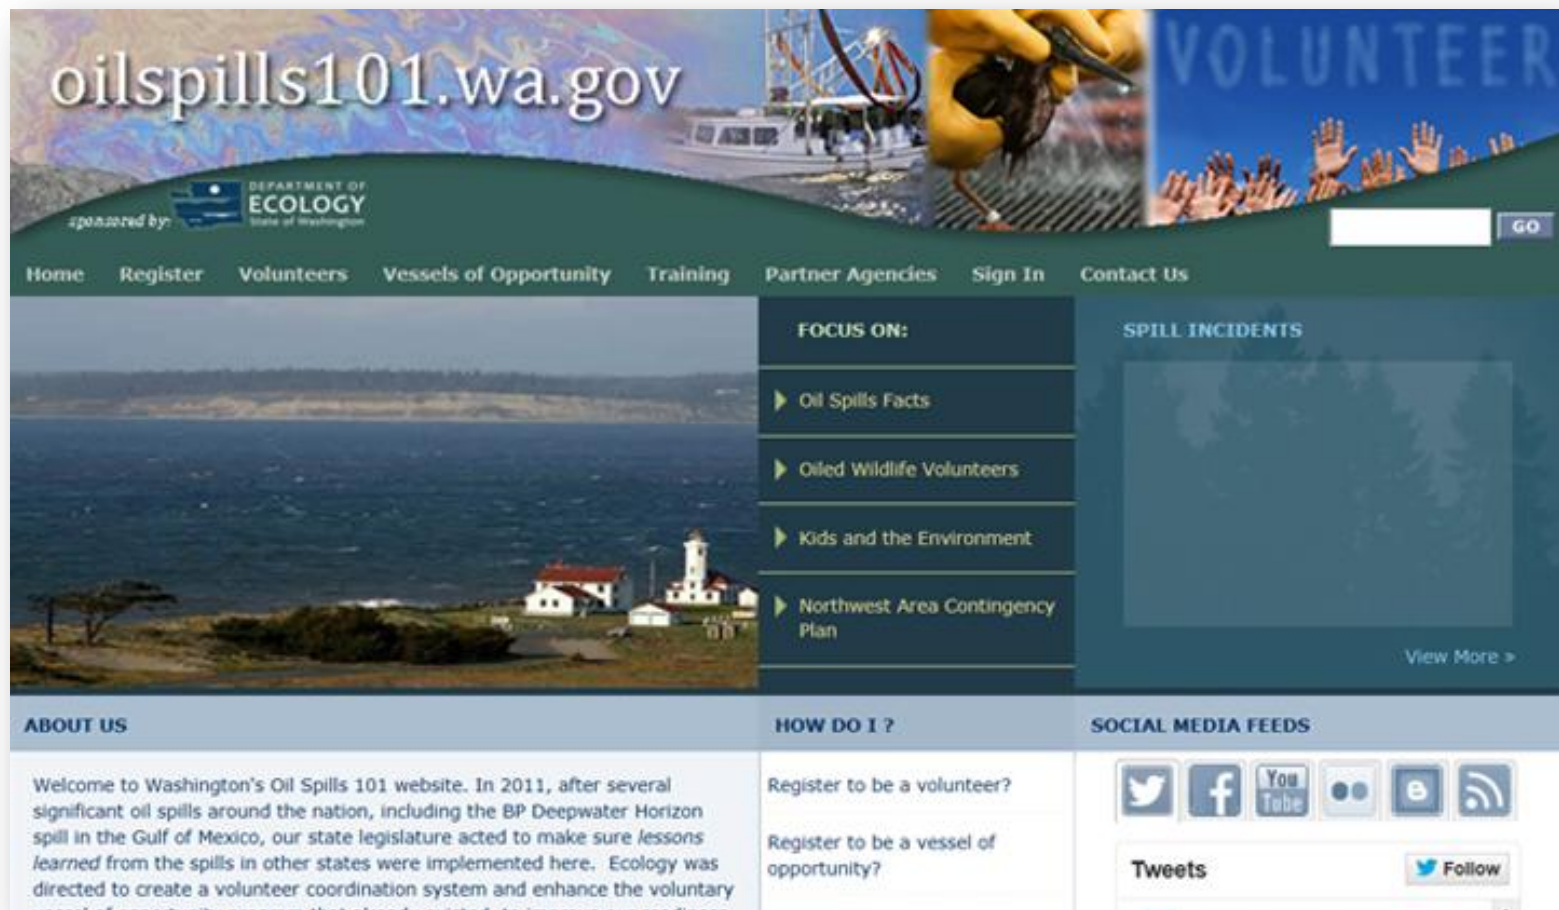 oilspills101.wa.gov
VOLUNTEER
sponsored by:
DEPARTMENT OF
ECOLOGY
State of Washington
GO
Home Register Volunteers Vessels of Opportunity Training Partner Agencies Sign In Contact Us
FOCUS ON:
Oil Spills Facts
Oiled Wildlife Volunteers
Kids and the Environment
Northwest Area Contingency
Plan
SPILL INCIDENTS
View More »
ABOUT US
Welcome to Washington's Oil Spills 101 website. In 2011, after several
significant oil spills around the nation, including the BP Deepwater Horizon
spill in the Gulf of Mexico, our state legislature acted to make sure lessons
learned from the spills in other states were implemented here. Ecology was
directed to create a volunteer coordination system and enhance the voluntary
HOW DO I ?
Register to be a volunteer?
Register to be a vessel of
opportunity?
SOCIAL MEDIA FEEDS
You
Tube
Tweets
Follow